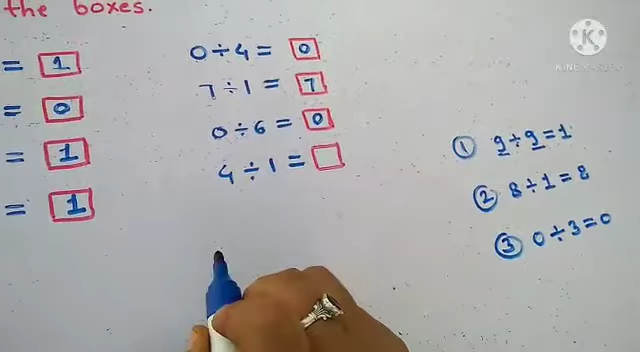 the boxes.
= 1
= 0
= 1
= 1
0 ÷ 4 = 0
7 ÷ 1 = 7
0 ÷ 6 = 0
4 ÷ 1 =
① 9 ÷ 9 = 1
② 8 ÷ 1 = 8
③ 0 ÷ 3 = 0
K